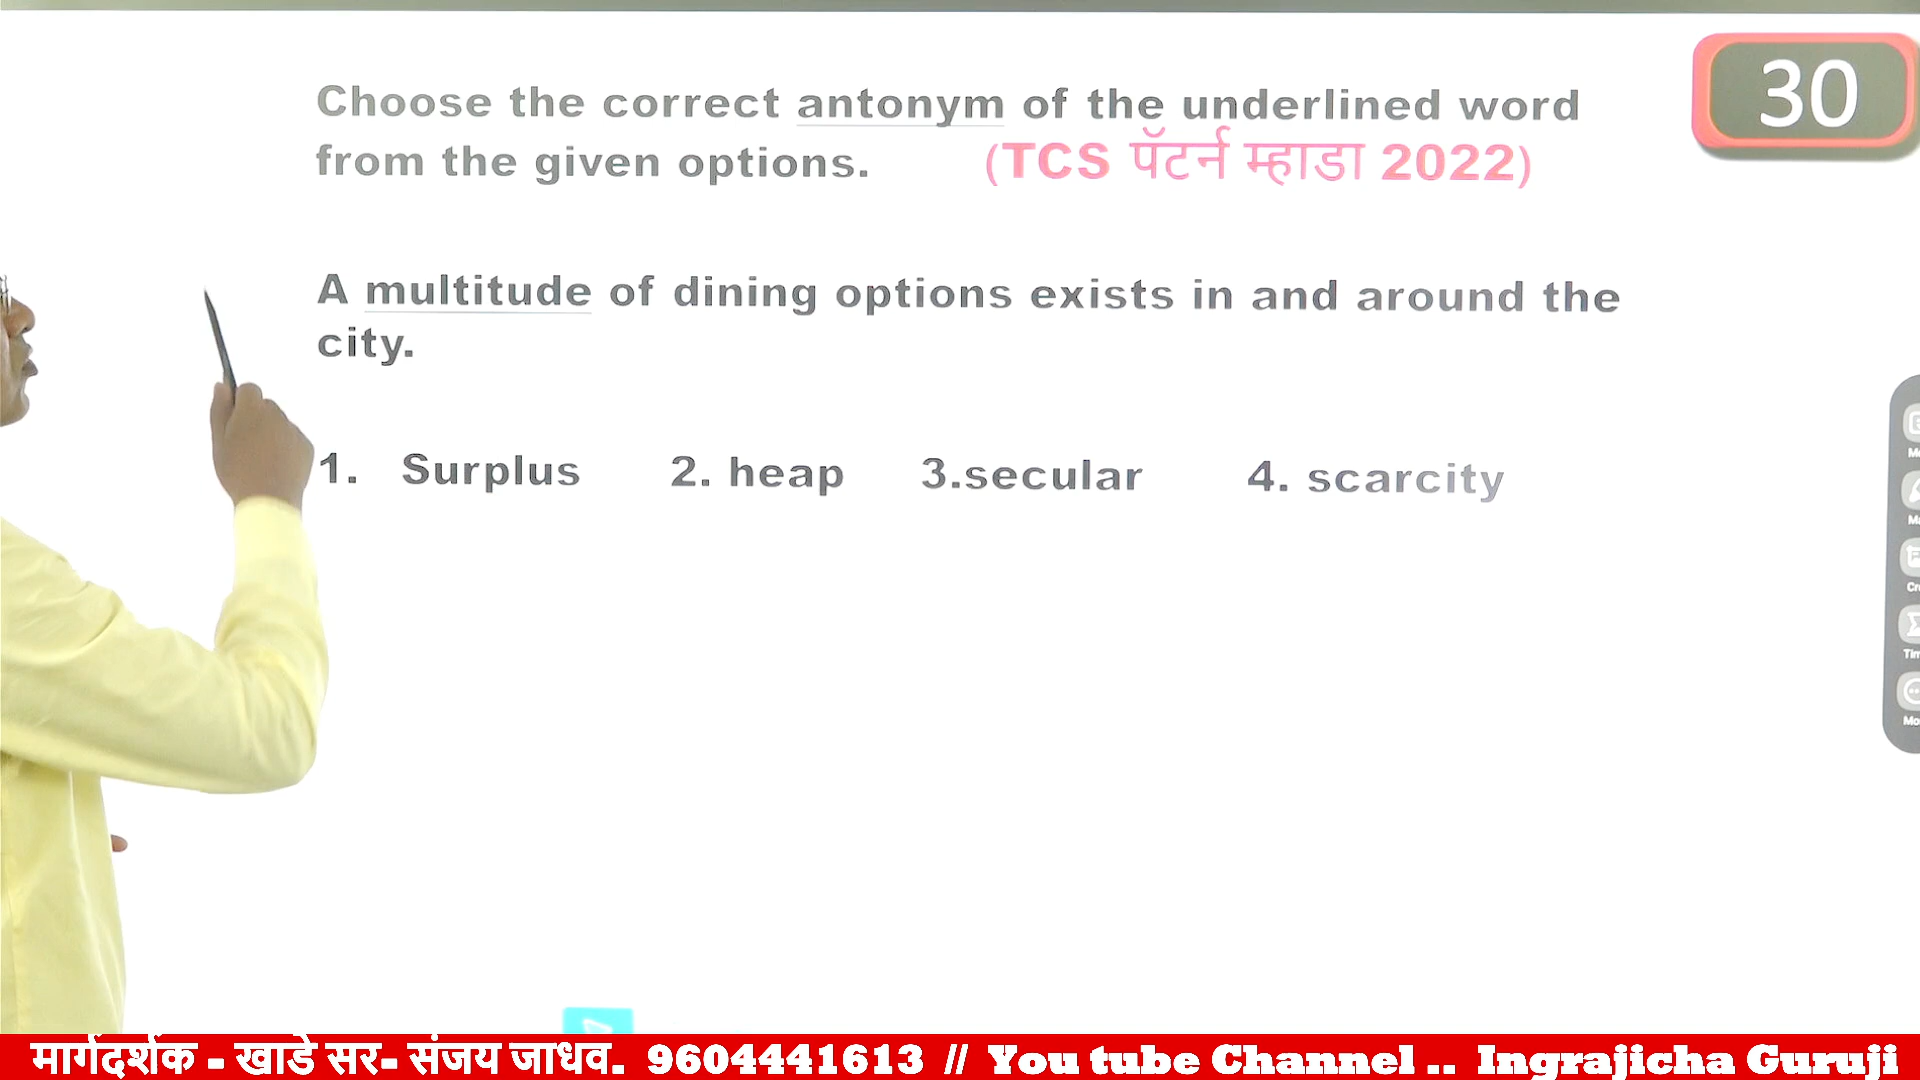 30
Choose the correct antonym of the underlined word
from the given options. (TCS पॅटर्न म्हाडा 2022)
A multitude of dining options exists in and around the
city.
1. Surplus 2. heap 3.secular 4. scarcity
मार्गदर्शक - खाडे सर- संजय जाधव. 9604441613 // You tube Channel .. Ingrajicha Guruji